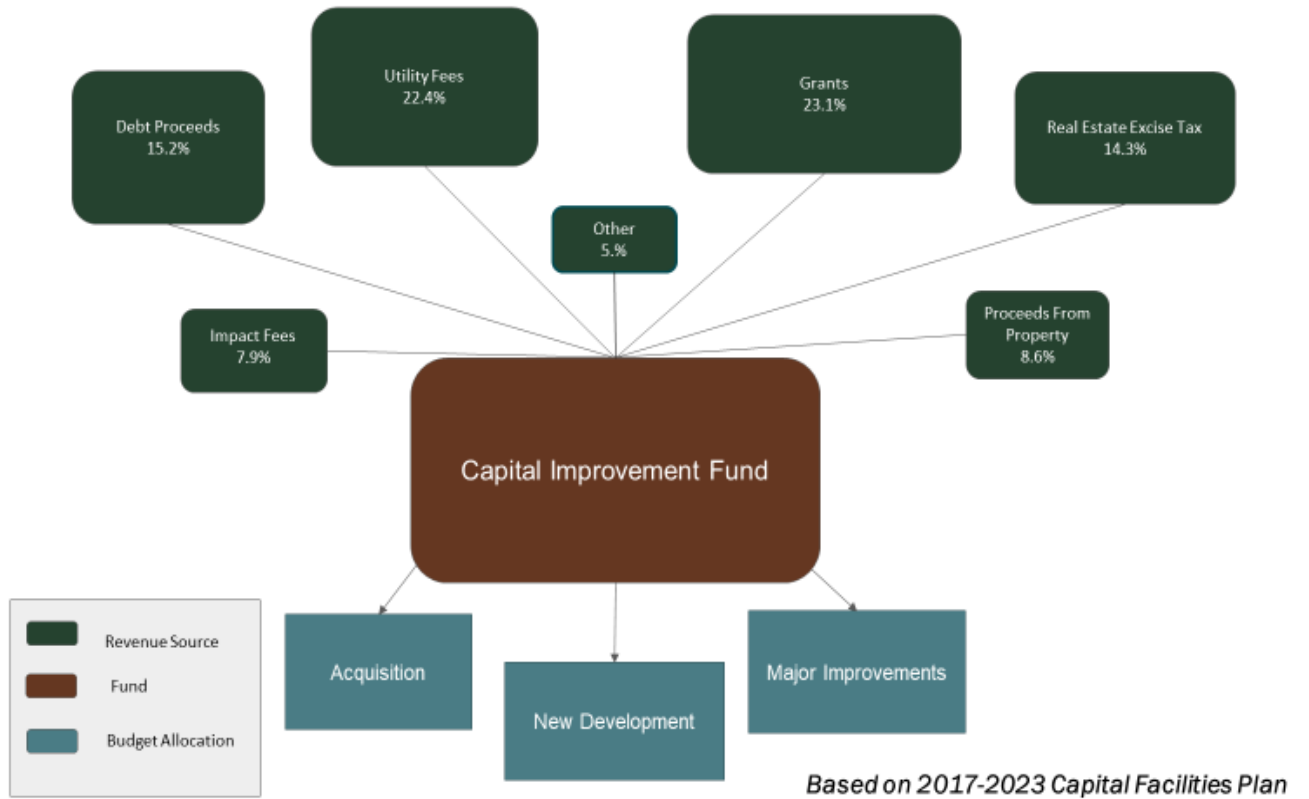 Utility Fees
22.4%
Grants
23.1%
Debt Proceeds
15.2%
Real Estate Excise Tax
14.3%
Other
5.%
Impact Fees
7.9%
Proceeds From
Property
8.6%
Capital Improvement Fund
Acquisition
New Development
Major Improvements
Revenue Source
Fund
Budget Allocation
Based on 2017-2023 Capital Facilities Plan